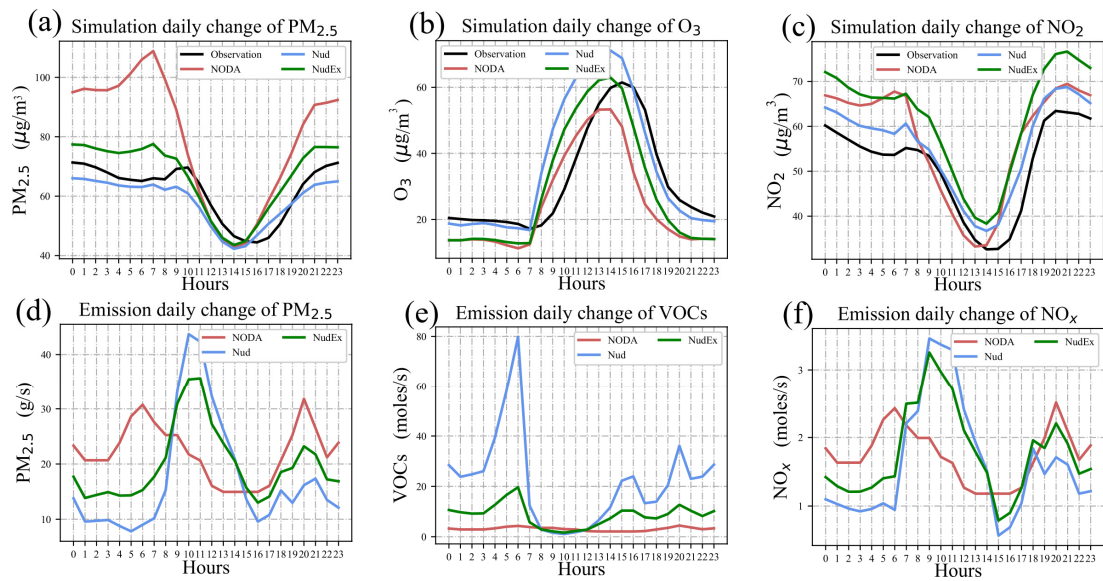 (a) Simulation daily change of PM2.5
PM2.5 (μg/m³)
100
80
60
40
Observation
NODA
Nud
NudEx
0 1 2 3 4 5 6 7 8 9 10 11 12 13 14 15 16 17 18 19 20 21 22 23
Hours
(b) Simulation daily change of O3
O3 (μg/m³)
60
40
20
0
Observation
NODA
Nud
NudEx
0 1 2 3 4 5 6 7 8 9 10 11 12 13 14 15 16 17 18 19 20 21 22 23
Hours
(c) Simulation daily change of NO2
NO2 (μg/m³)
70
60
50
40
Observation
NODA
Nud
NudEx
0 1 2 3 4 5 6 7 8 9 10 11 12 13 14 15 16 17 18 19 20 21 22 23
Hours
(d) Emission daily change of PM2.5
PM2.5 (g/s)
40
30
20
10
NODA
Nud
NudEx
0 1 2 3 4 5 6 7 8 9 10 11 12 13 14 15 16 17 18 19 20 21 22 23
Hours
(e) Emission daily change of VOCs
VOCs (moles/s)
80
60
40
20
0
NODA
Nud
NudEx
0 1 2 3 4 5 6 7 8 9 10 11 12 13 14 15 16 17 18 19 20 21 22 23
Hours
(f) Emission daily change of NOx
NOx (moles/s)
3
2
1
NODA
Nud
NudEx
0 1 2 3 4 5 6 7 8 9 10 11 12 13 14 15 16 17 18 19 20 21 22 23
Hours